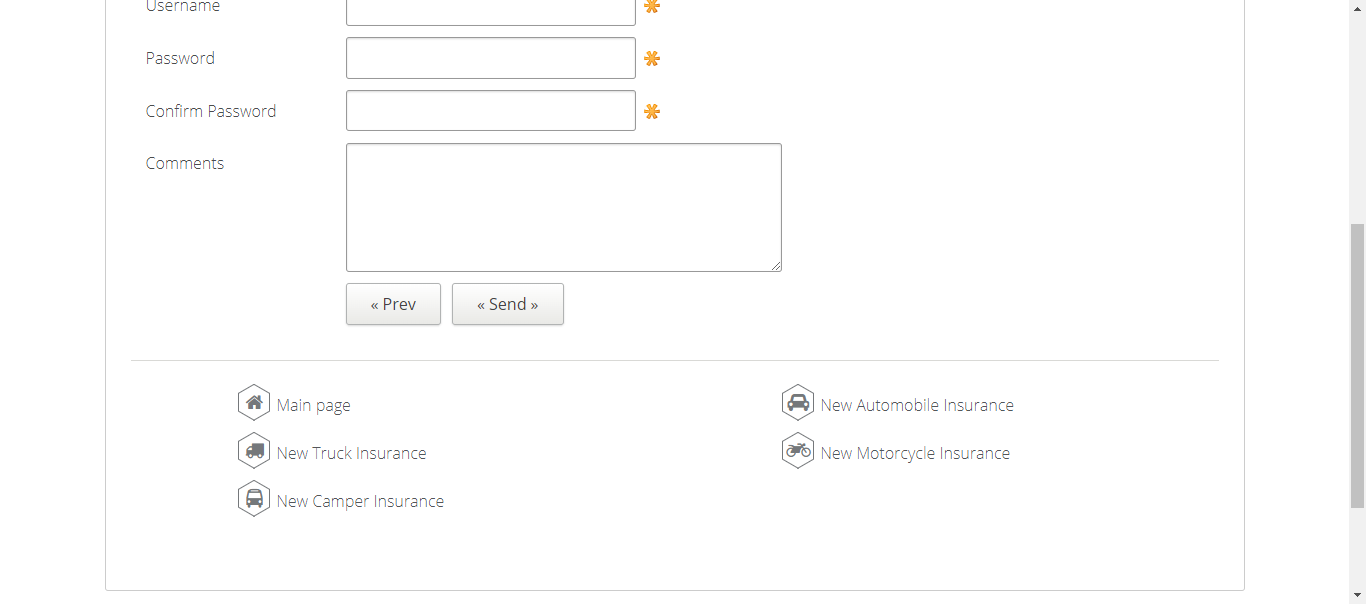 Username
Password
Confirm Password
Comments
« Prev
« Send »
Main page
New Automobile Insurance
New Truck Insurance
New Motorcycle Insurance
New Camper Insurance